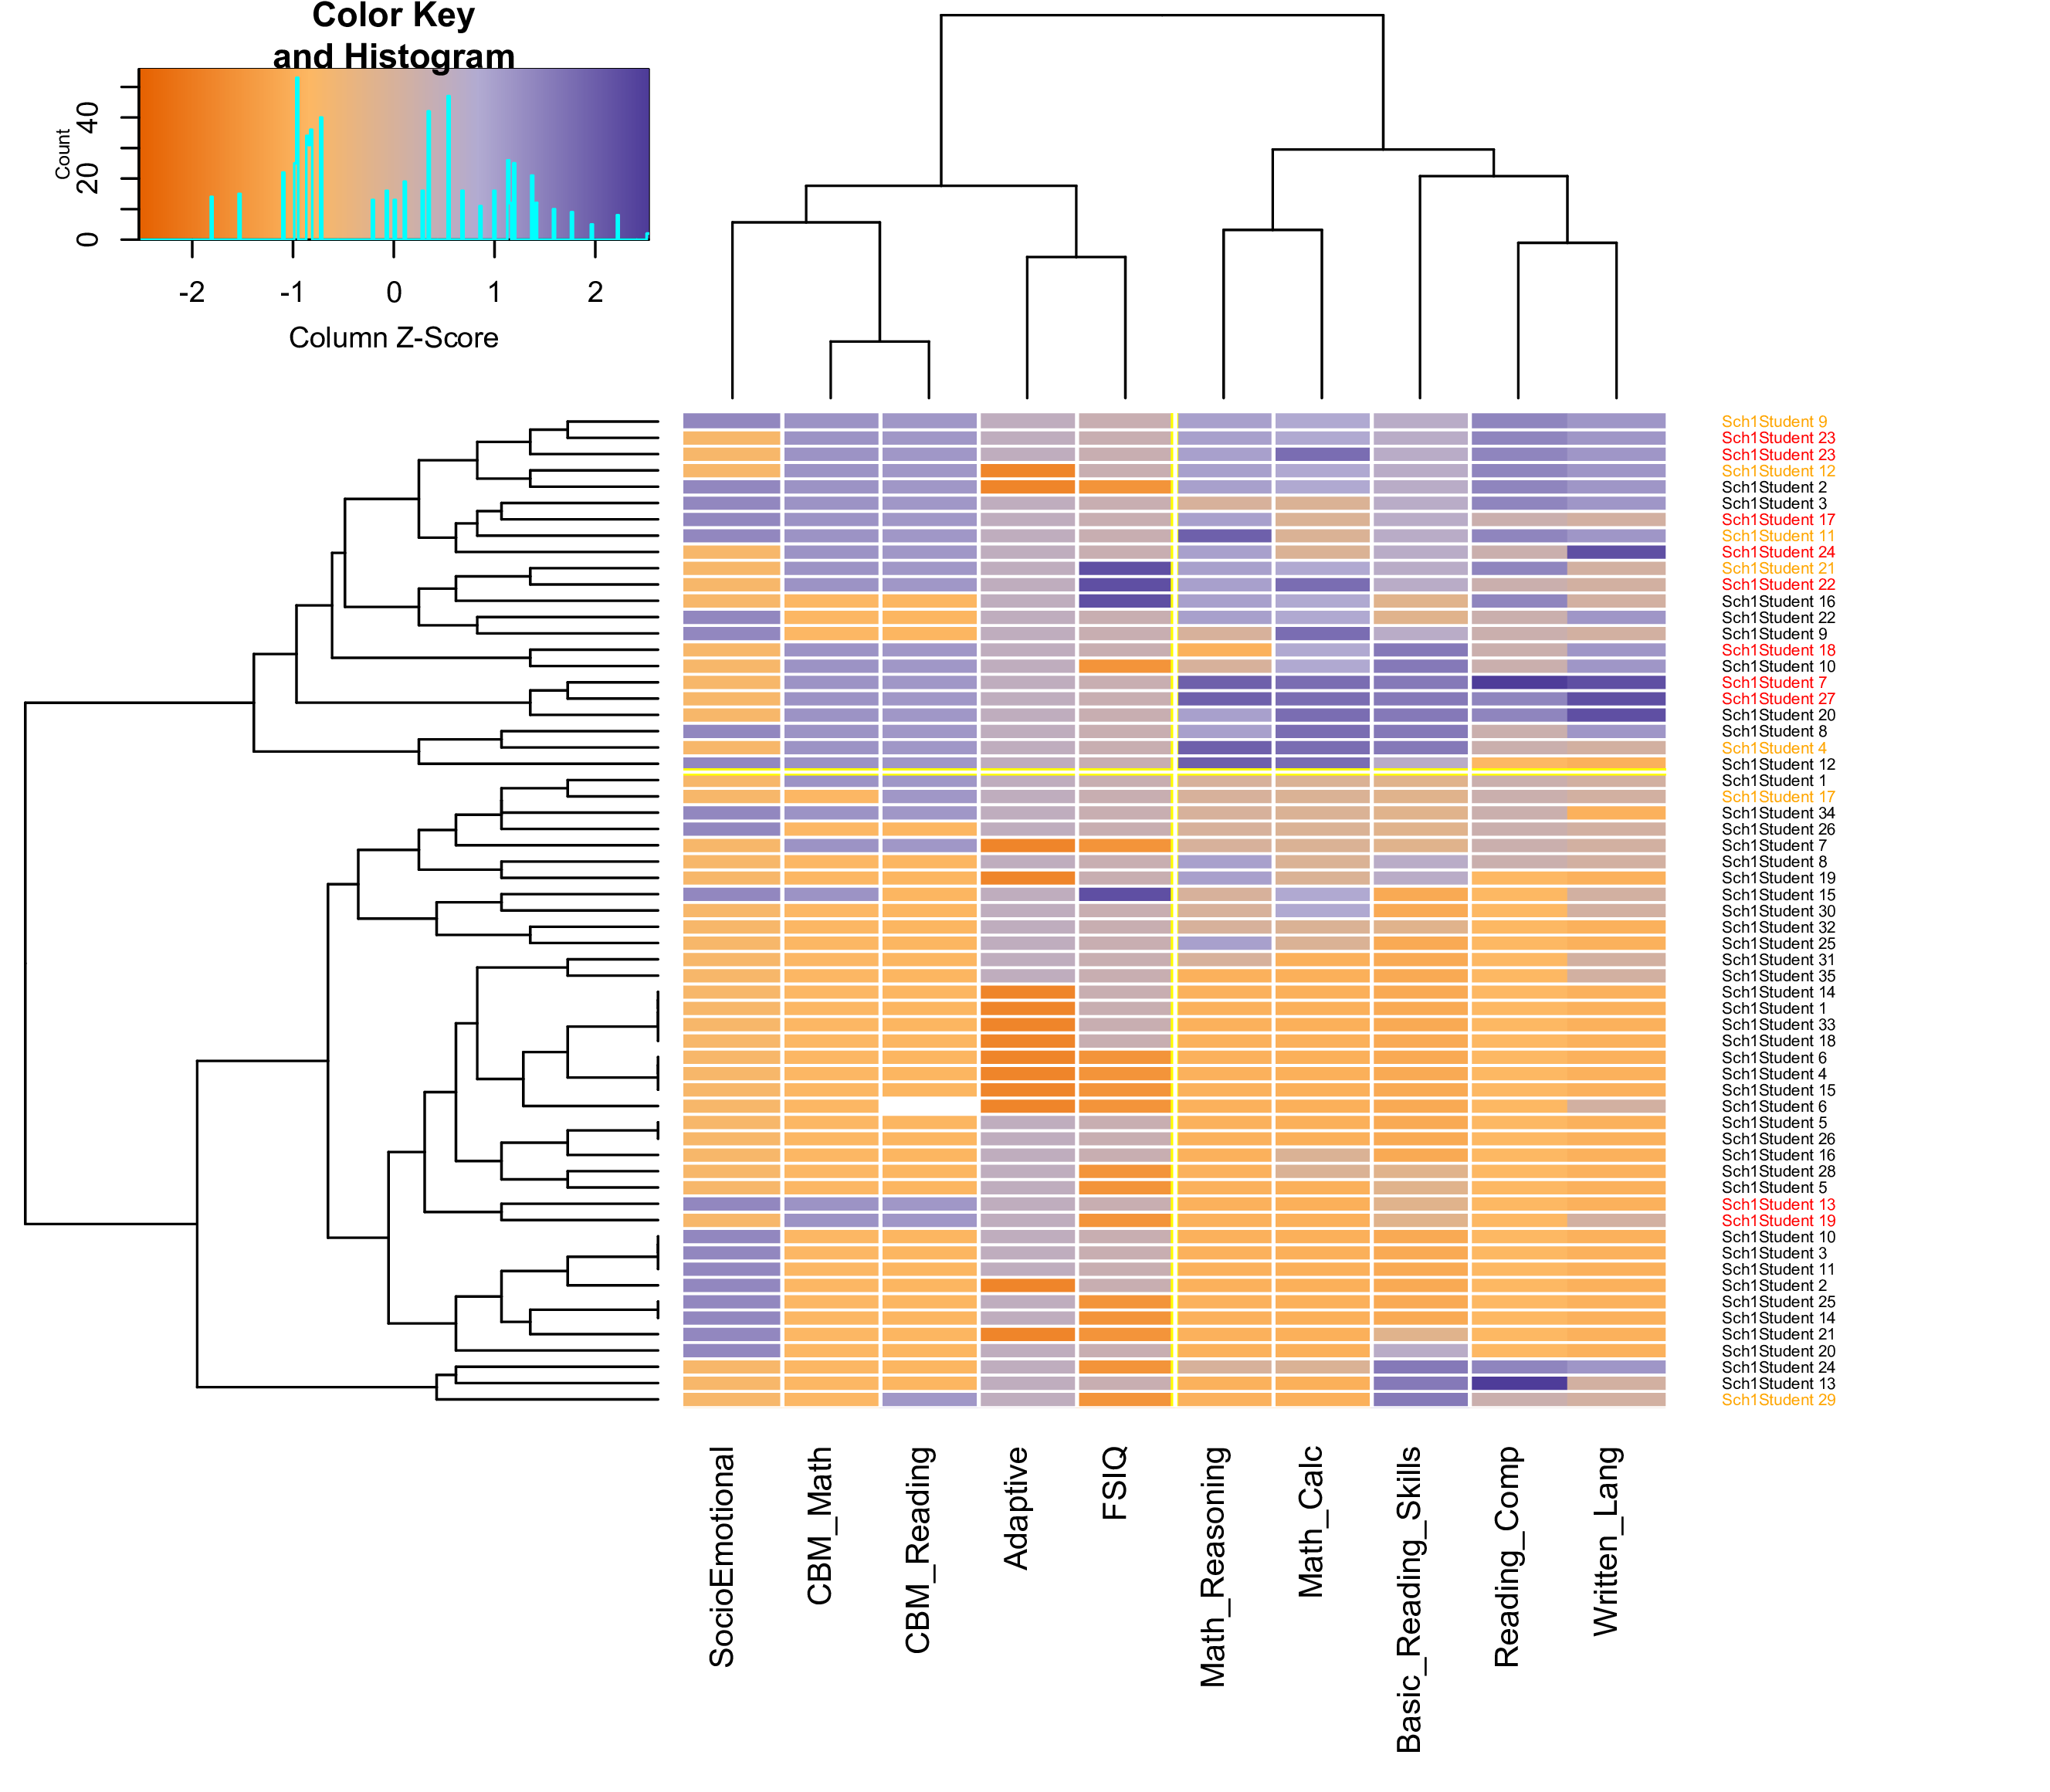 Color Key
and Histogram
Count
0
20
40
-2 -1 0 1 2
Column Z-Score
Sch1Student 9
Sch1Student 23
Sch1Student 23
Sch1Student 12
Sch1Student 2
Sch1Student 3
Sch1Student 17
Sch1Student 11
Sch1Student 24
Sch1Student 21
Sch1Student 22
Sch1Student 16
Sch1Student 22
Sch1Student 9
Sch1Student 18
Sch1Student 10
Sch1Student 7
Sch1Student 27
Sch1Student 20
Sch1Student 8
Sch1Student 4
Sch1Student 12
Sch1Student 1
Sch1Student 17
Sch1Student 34
Sch1Student 26
Sch1Student 7
Sch1Student 8
Sch1Student 19
Sch1Student 15
Sch1Student 30
Sch1Student 32
Sch1Student 25
Sch1Student 31
Sch1Student 35
Sch1Student 14
Sch1Student 1
Sch1Student 33
Sch1Student 18
Sch1Student 6
Sch1Student 4
Sch1Student 15
Sch1Student 6
Sch1Student 5
Sch1Student 26
Sch1Student 16
Sch1Student 28
Sch1Student 5
Sch1Student 13
Sch1Student 19
Sch1Student 10
Sch1Student 3
Sch1Student 11
Sch1Student 2
Sch1Student 25
Sch1Student 14
Sch1Student 21
Sch1Student 20
Sch1Student 24
Sch1Student 13
Sch1Student 29
SocioEmotional
CBM_Math
CBM_Reading
Adaptive
FSIQ
Math_Reasoning
Math_Calc
Basic_Reading_Skills
Reading_Comp
Written_Lang